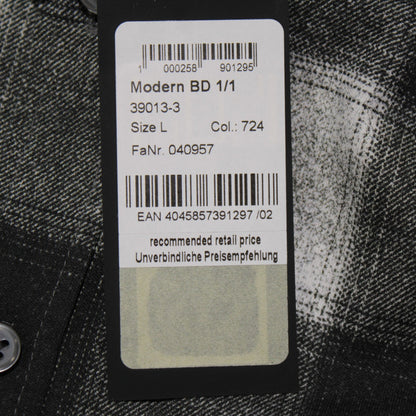 1 000258 901295
Modern BD 1/1
39013-3
Size L Col.: 724
FaNr. 040957
EAN 4045857391297 /02
recommended retail price
Unverbindliche Preisempfehlung